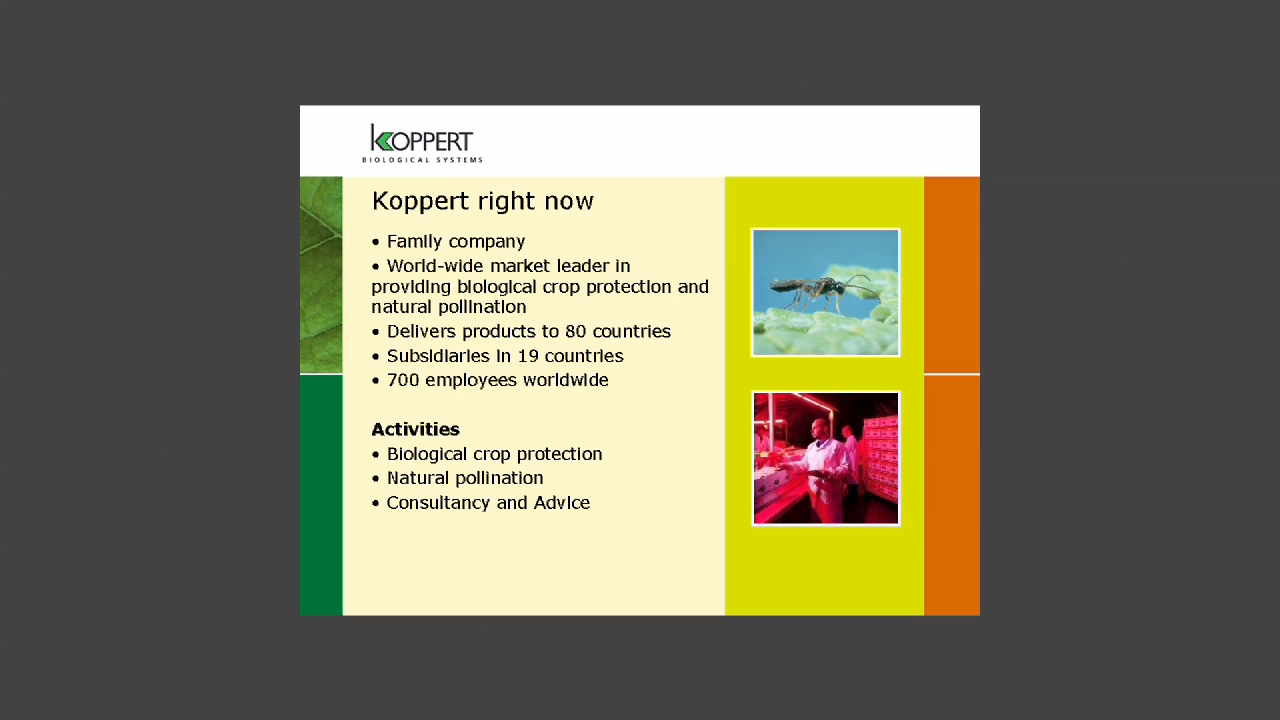 KOPPERT
BIOLOGICAL SYSTEMS
Koppert right now
• Family company
• World-wide market leader in
providing biological crop protection and
natural pollination
• Delivers products to 80 countries
• Subsidiaries in 19 countries
• 700 employees worldwide
Activities
• Biological crop protection
• Natural pollination
• Consultancy and Advice